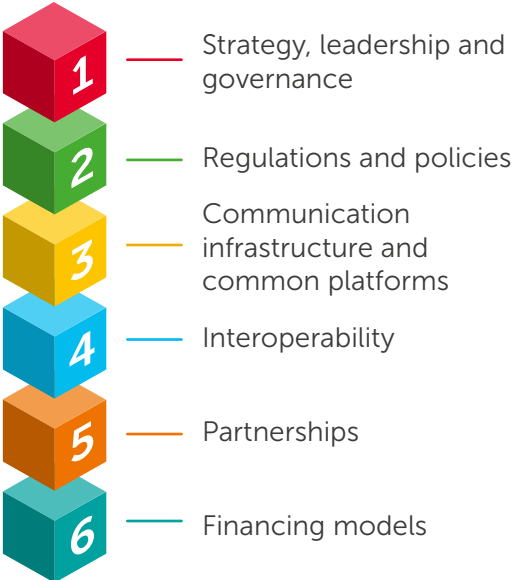 1
Strategy, leadership and
governance
2
Regulations and policies
3
Communication
infrastructure and
common platforms
4
Interoperability
5
Partnerships
6
Financing models